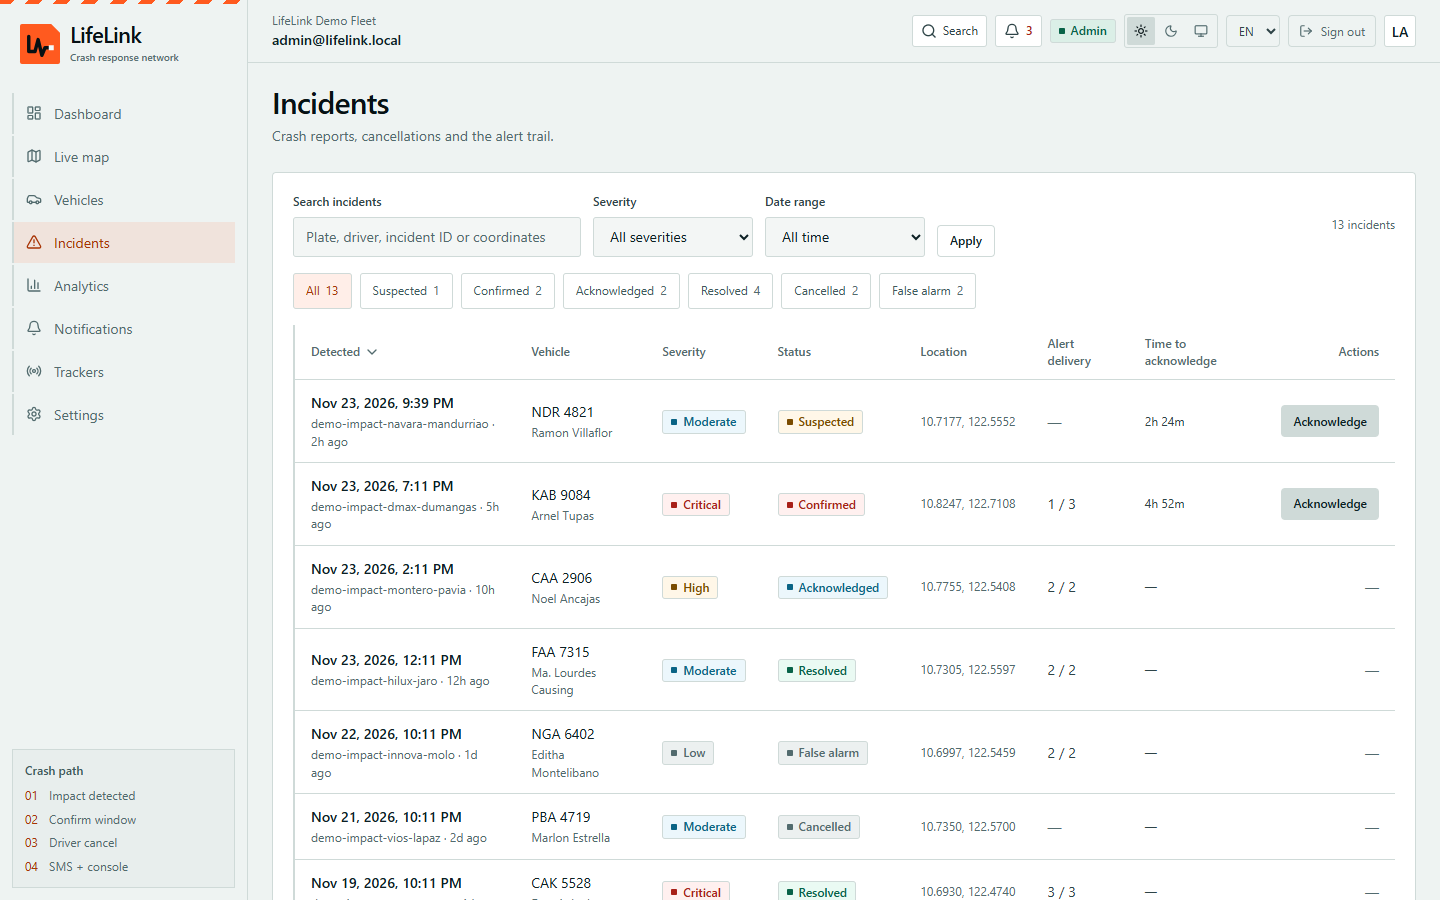 LifeLink
Crash response network
Dashboard
Live map
Vehicles
Incidents
Analytics
Notifications
Trackers
Settings
Crash path
01 Impact detected
02 Confirm window
03 Driver cancel
04 SMS + console
LifeLink Demo Fleet
admin@lifelink.local
Search
3
Admin
EN
Sign out
LA
Incidents
Crash reports, cancellations and the alert trail.
Search incidents
Severity
Date range
Plate, driver, incident ID or coordinates
All severities
All time
Apply
13 incidents
All 13
Suspected 1
Confirmed 2
Acknowledged 2
Resolved 4
Cancelled 2
False alarm 2
Detected
Vehicle
Severity
Status
Location
Alert
delivery
Time to
acknowledge
Actions
Nov 23, 2026, 9:39 PM
demo-impact-navara-mandurriao ·
2h ago
NDR 4821
Ramon Villaflor
Moderate
Suspected
10.7177, 122.5552
—
2h 24m
Acknowledge
Nov 23, 2026, 7:11 PM
demo-impact-dmax-dumangas · 5h
ago
KAB 9084
Arnel Tupas
Critical
Confirmed
10.8247, 122.7108
1 / 3
4h 52m
Acknowledge
Nov 23, 2026, 2:11 PM
demo-impact-montero-pavia · 10h
ago
CAA 2906
Noel Ancajas
High
Acknowledged
10.7755, 122.5408
2 / 2
—
—
Nov 23, 2026, 12:11 PM
demo-impact-hilux-jaro · 12h ago
FAA 7315
Ma. Lourdes
Causing
Moderate
Resolved
10.7305, 122.5597
2 / 2
—
—
Nov 22, 2026, 10:11 PM
demo-impact-innova-molo · 1d
ago
NGA 6402
Editha
Montelibano
Low
False alarm
10.6997, 122.5459
2 / 2
—
—
Nov 21, 2026, 10:11 PM
demo-impact-vios-lapaz · 2d ago
PBA 4719
Marlon Estrella
Moderate
Cancelled
10.7350, 122.5700
—
—
—
Nov 19, 2026, 10:11 PM
CAK 5528
Critical
Resolved
10.6930, 122.4740
3 / 3
—
—